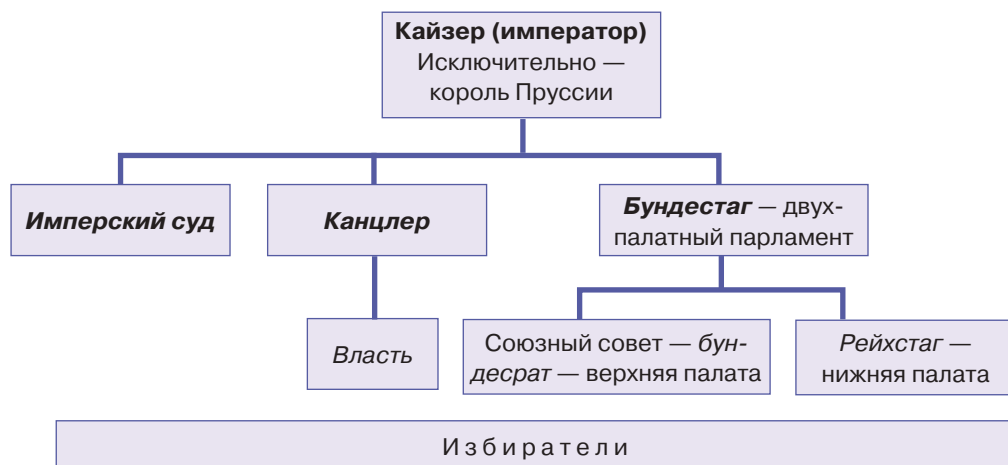 Кайзер (император)
Исключительно —
король Пруссии
Имперский суд
Канцлер
Бундестаг — двух-
палатный парламент
Власть
Союзный совет — бун-
десрат — верхняя палата
Рейхстаг —
нижняя палата
Избиратели